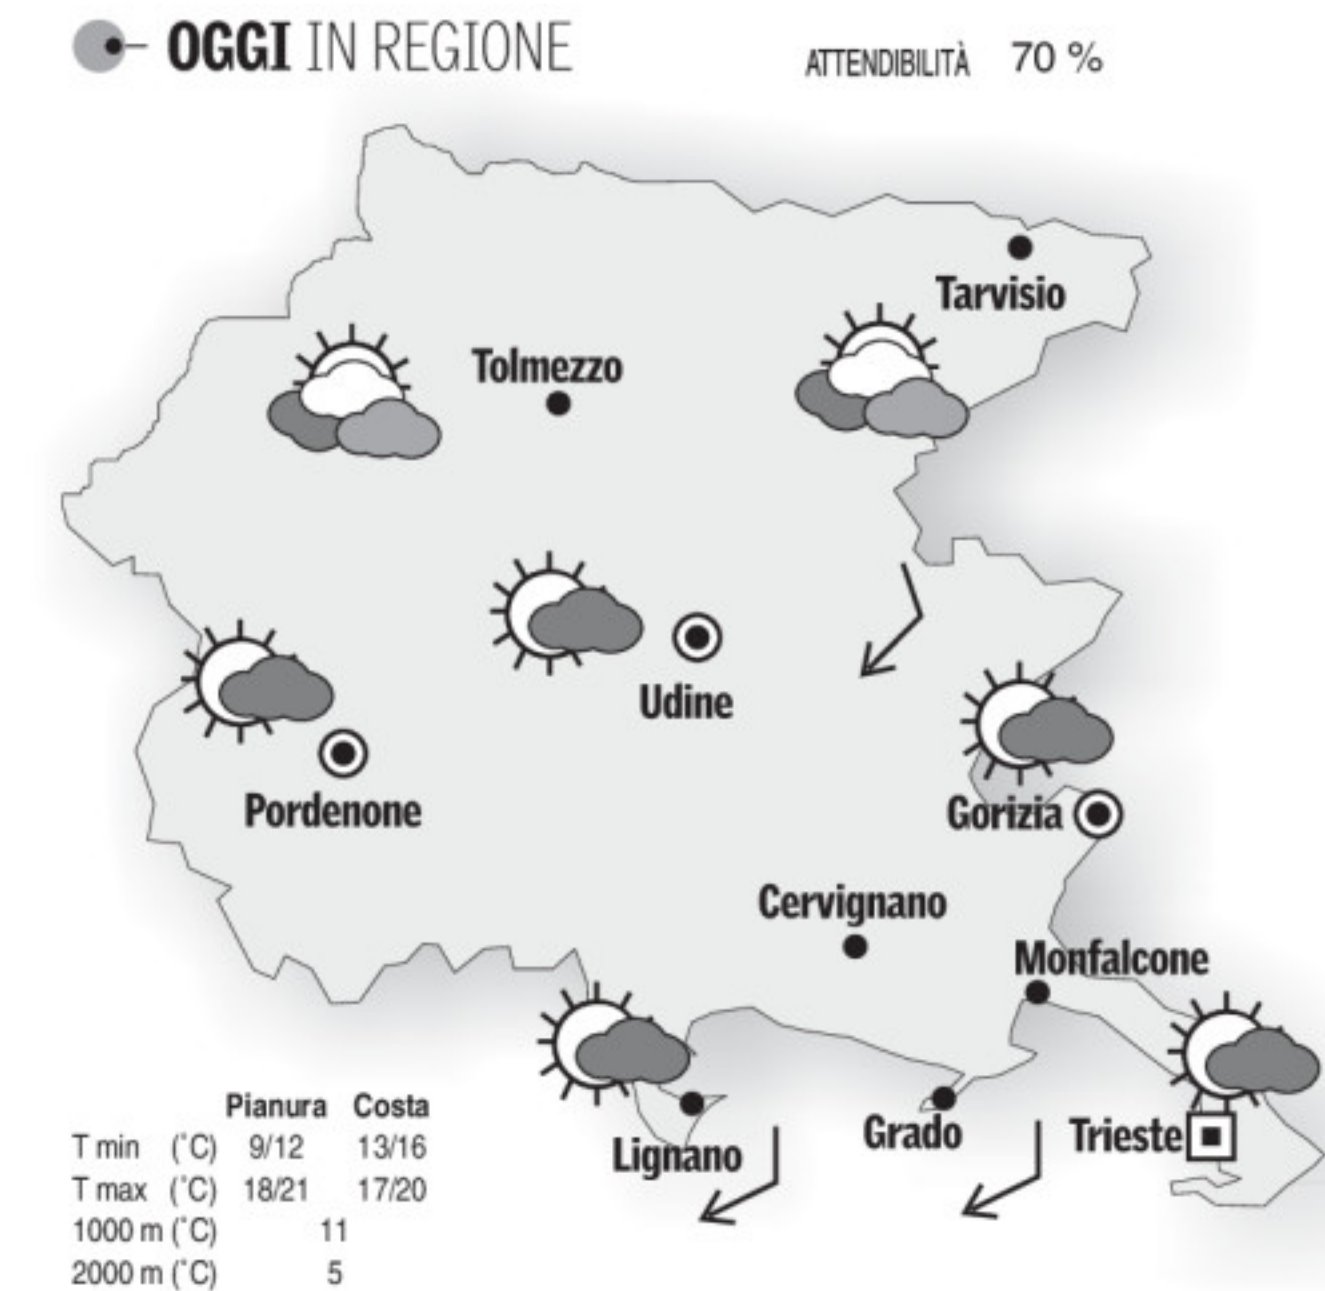 OGGI IN REGIONE
ATTENDIBILITÀ 70 %
Tarvisio
Tolmezzo
Udine
Pordenone
Gorizia
Cervignano
Monfalcone
Grado
Trieste
Lignano
Pianura Costa
T min (°C) 9/12 13/16
T max (°C) 18/21 17/20
1000 m (°C) 11
2000 m (°C) 5